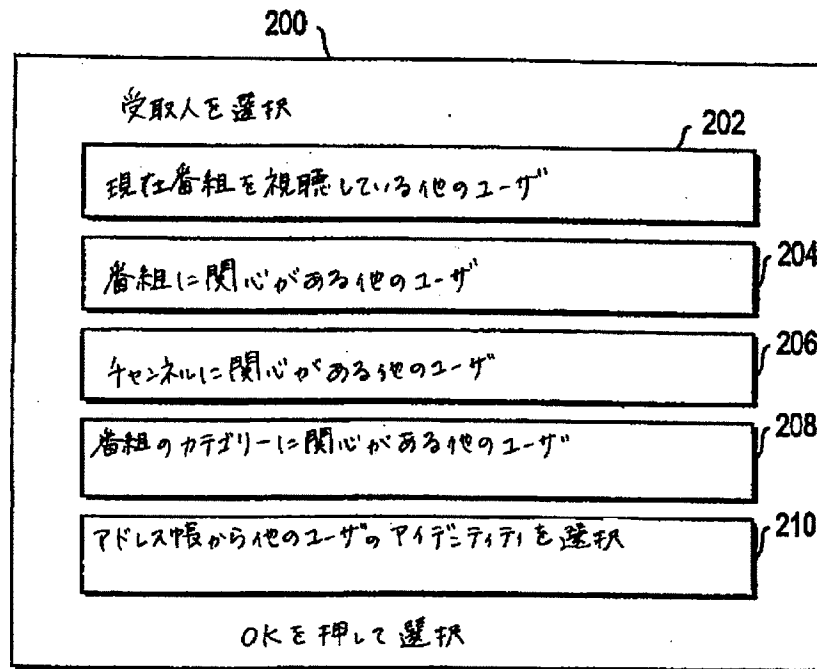 200
受取人を選択
202
現在番組を視聴している他のユーザ
204
番組に関心がある他のユーザ
206
チャンネルに関心がある他のユーザ
208
番組のカテゴリーに関心がある他のユーザ
210
アドレス帳から他のユーザのアイデンティティを選択
OKを押して選択